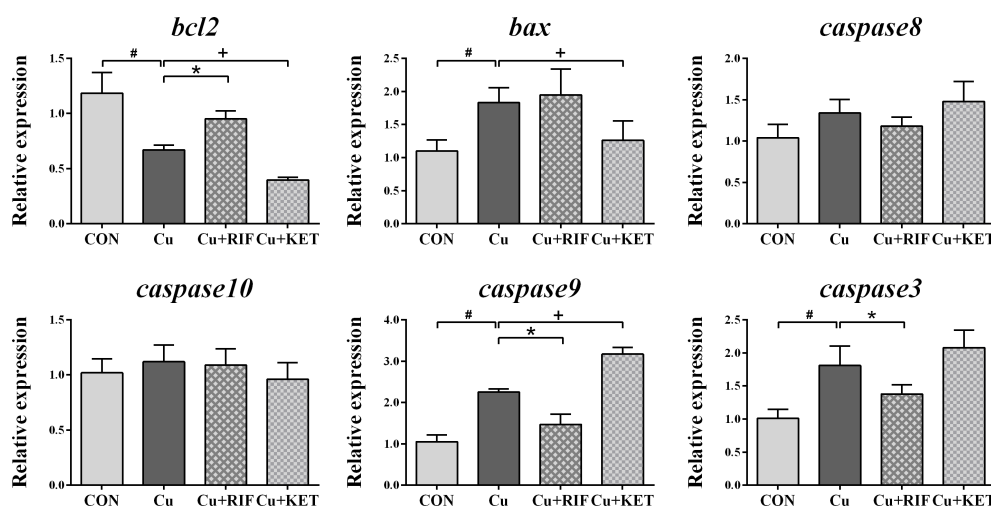 bcl2
# +
*
Relative expression
1.5
1.0
0.5
0.0
CON Cu Cu+RIF Cu+KET
bax
# +
Relative expression
2.5
2.0
1.5
1.0
0.5
0.0
CON Cu Cu+RIF Cu+KET
caspase8
Relative expression
2.0
1.5
1.0
0.5
0.0
CON Cu Cu+RIF Cu+KET
caspase10
Relative expression
1.5
1.0
0.5
0.0
CON Cu Cu+RIF Cu+KET
caspase9
# +
*
Relative expression
4.0
3.0
2.0
1.0
0.0
CON Cu Cu+RIF Cu+KET
caspase3
# *
Relative expression
2.5
2.0
1.5
1.0
0.5
0.0
CON Cu Cu+RIF Cu+KET